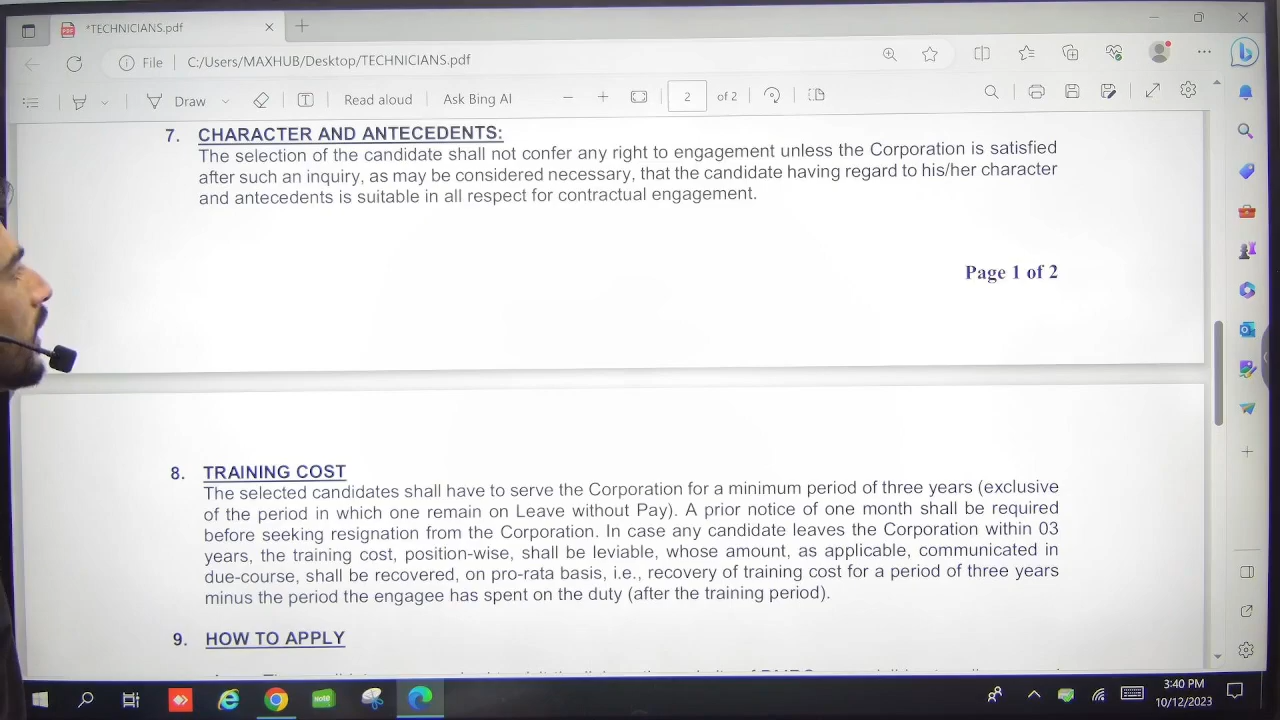 *TECHNICIANS.pdf
File C:/Users/MAXHUB/Desktop/TECHNICIANS.pdf
Draw Read aloud Ask Bing AI 2 of 2
7. CHARACTER AND ANTECEDENTS:
The selection of the candidate shall not confer any right to engagement unless the Corporation is satisfied
after such an inquiry, as may be considered necessary, that the candidate having regard to his/her character
and antecedents is suitable in all respect for contractual engagement.
Page 1 of 2
8. TRAINING COST
The selected candidates shall have to serve the Corporation for a minimum period of three years (exclusive
of the period in which one remain on Leave without Pay). A prior notice of one month shall be required
before seeking resignation from the Corporation. In case any candidate leaves the Corporation within 03
years, the training cost, position-wise, shall be leviable, whose amount, as applicable, communicated in
due-course, shall be recovered, on pro-rata basis, i.e., recovery of training cost for a period of three years
minus the period the engagee has spent on the duty (after the training period).
9. HOW TO APPLY
3:40 PM
10/12/2023